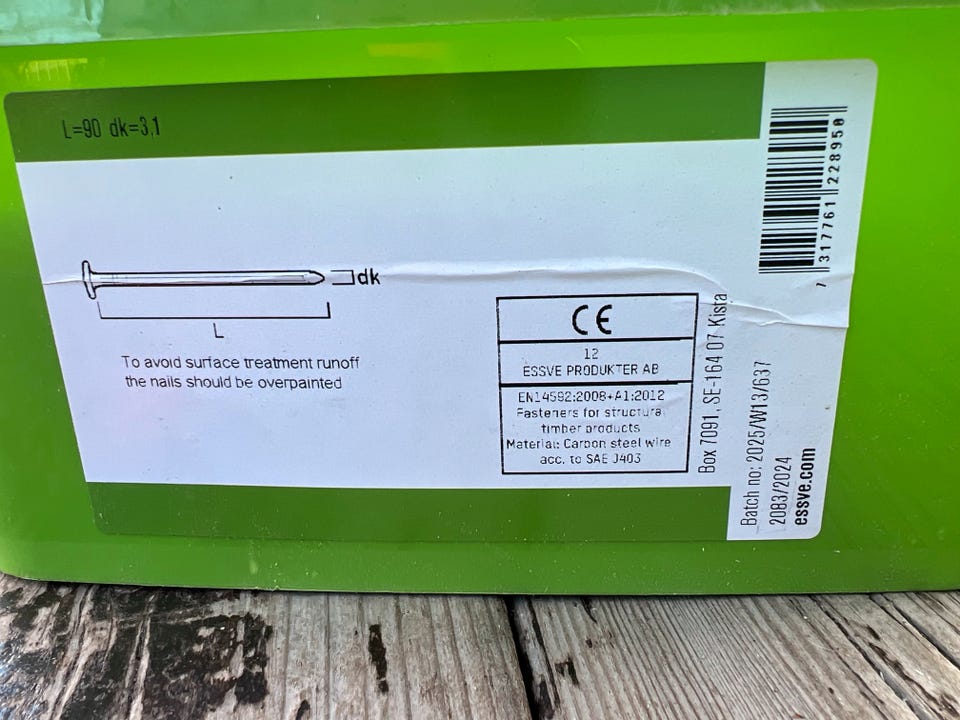 L=90 dk=3,1
dk
L
To avoid surface treatment runoff
the nails should be overpainted
CE
12
ESSVE PRODUKTER AB
EN14592:2008+A1:2012
Fasteners for structural
timber products
Material: Carbon steel wire
acc. to SAE J403
Box 7091, SE-164 07 Kista
Batch no: 2025/W13/637
20B3/2024
essve.com
7 317761 228950